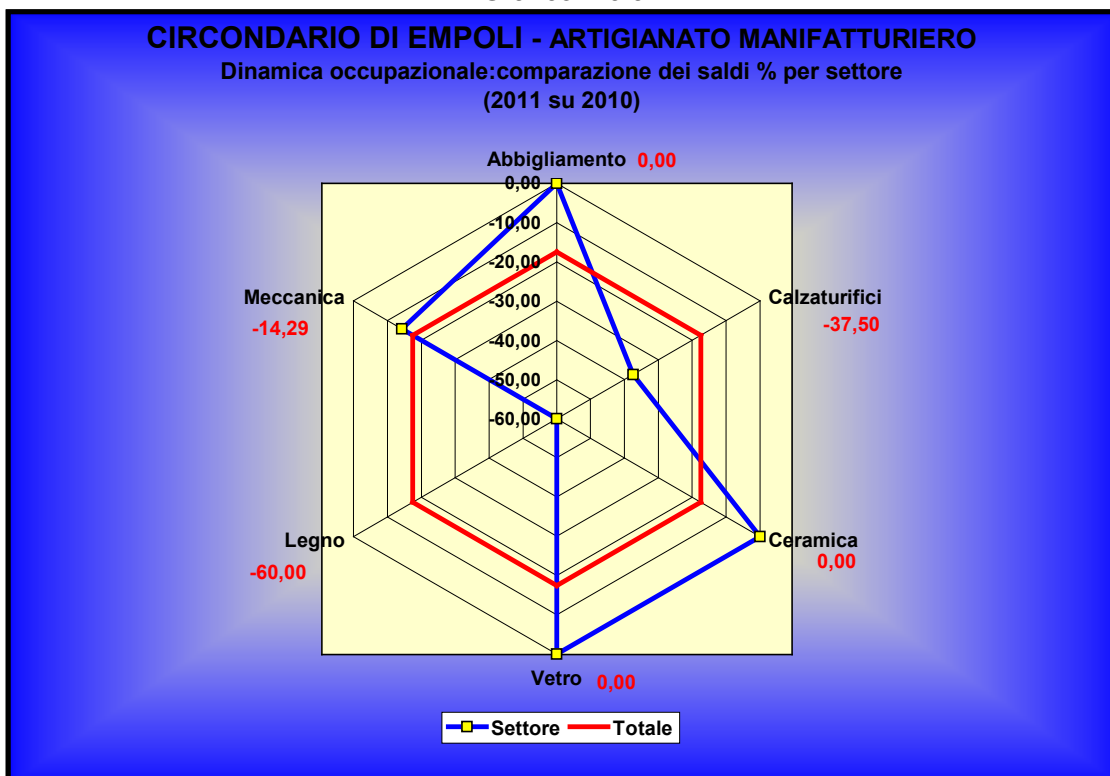 CIRCONDARIO DI EMPOLI - ARTIGIANATO MANIFATTURIERO
Dinamica occupazionale:comparazione dei saldi % per settore
(2011 su 2010)
Abbigliamento 0,00
0,00
-10,00
-20,00
-30,00
-40,00
-50,00
-60,00
Calzaturifici
-37,50
Ceramica
0,00
Vetro 0,00
Legno
-60,00
Meccanica
-14,29
Settore Totale